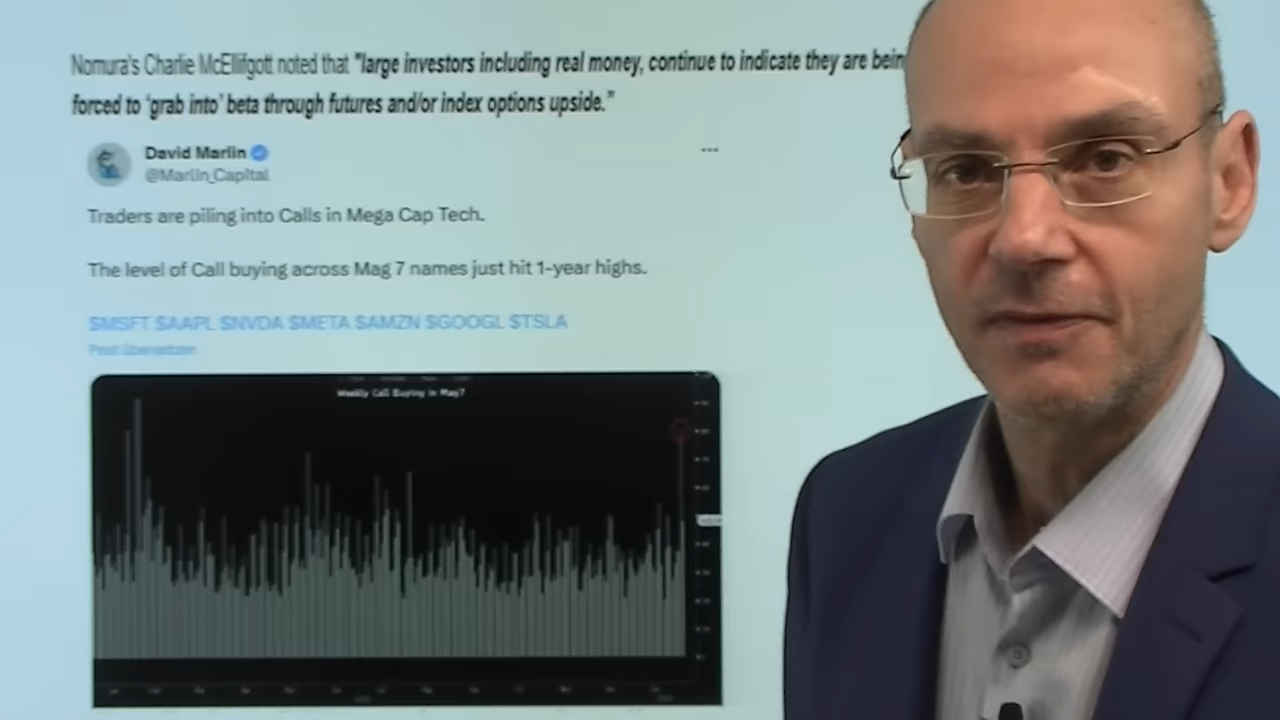 Nomura's Charlie McElligott noted that "large investors including real money, continue to indicate they are bein
forced to 'grab into' beta through futures and/or index options upside."
David Marlin
@Marlin_Capital
Traders are piling into Calls in Mega Cap Tech.
The level of Call buying across Mag 7 names just hit 1-year highs.
$MSFT $AAPL $NVDA $META $AMZN $GOOGL $TSLA
Post übersetzen
Weekly Call Buying in Mag7